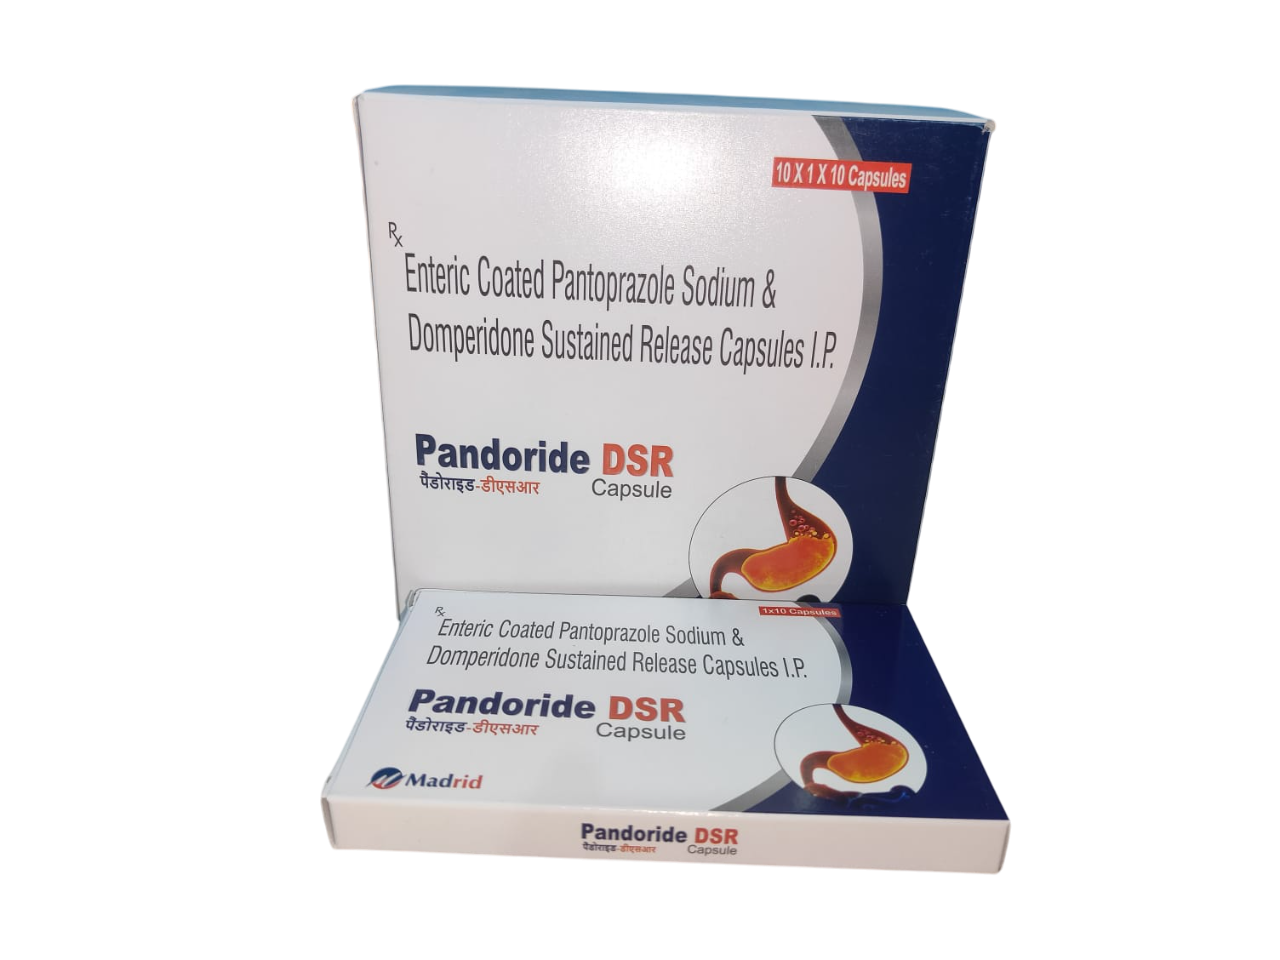 10 X 1 X 10 Capsules
Rx
Enteric Coated Pantoprazole Sodium &
Domperidone Sustained Release Capsules I.P.
Pandoride DSR
पैंडोराइड-डीएसआर Capsule
Rx
1x10 Capsules
Enteric Coated Pantoprazole Sodium &
Domperidone Sustained Release Capsules I.P.
Pandoride DSR
पैंडोराइड-डीएसआर Capsule
Madrid
Pandoride DSR
पैंडोराइड-डीएसआर Capsule